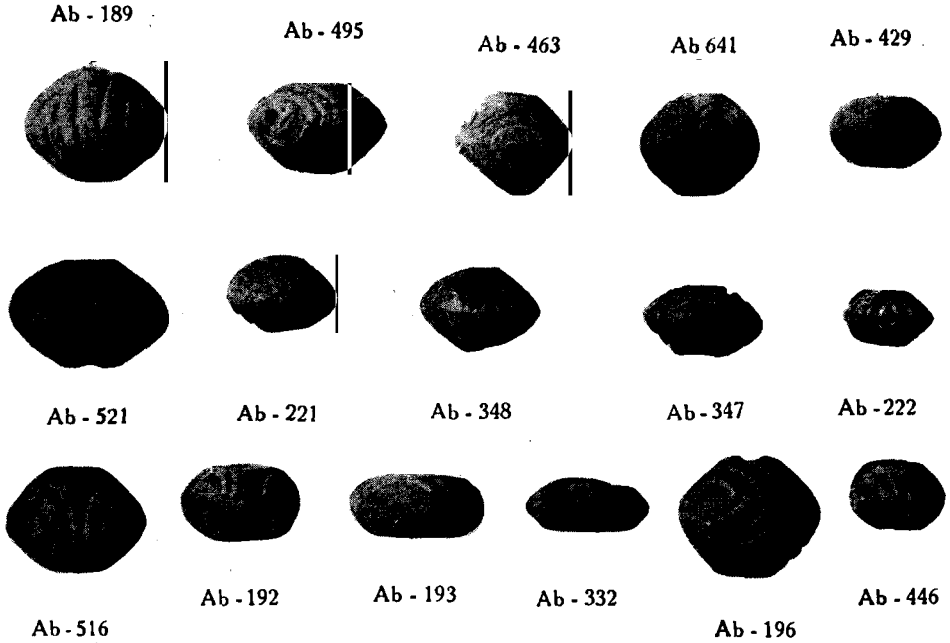 Ab - 189
Ab - 495
Ab - 463
Ab 641
Ab - 429
Ab - 521
Ab - 221
Ab - 348
Ab - 347
Ab - 222
Ab - 516
Ab - 192
Ab - 193
Ab - 332
Ab - 196
Ab - 446